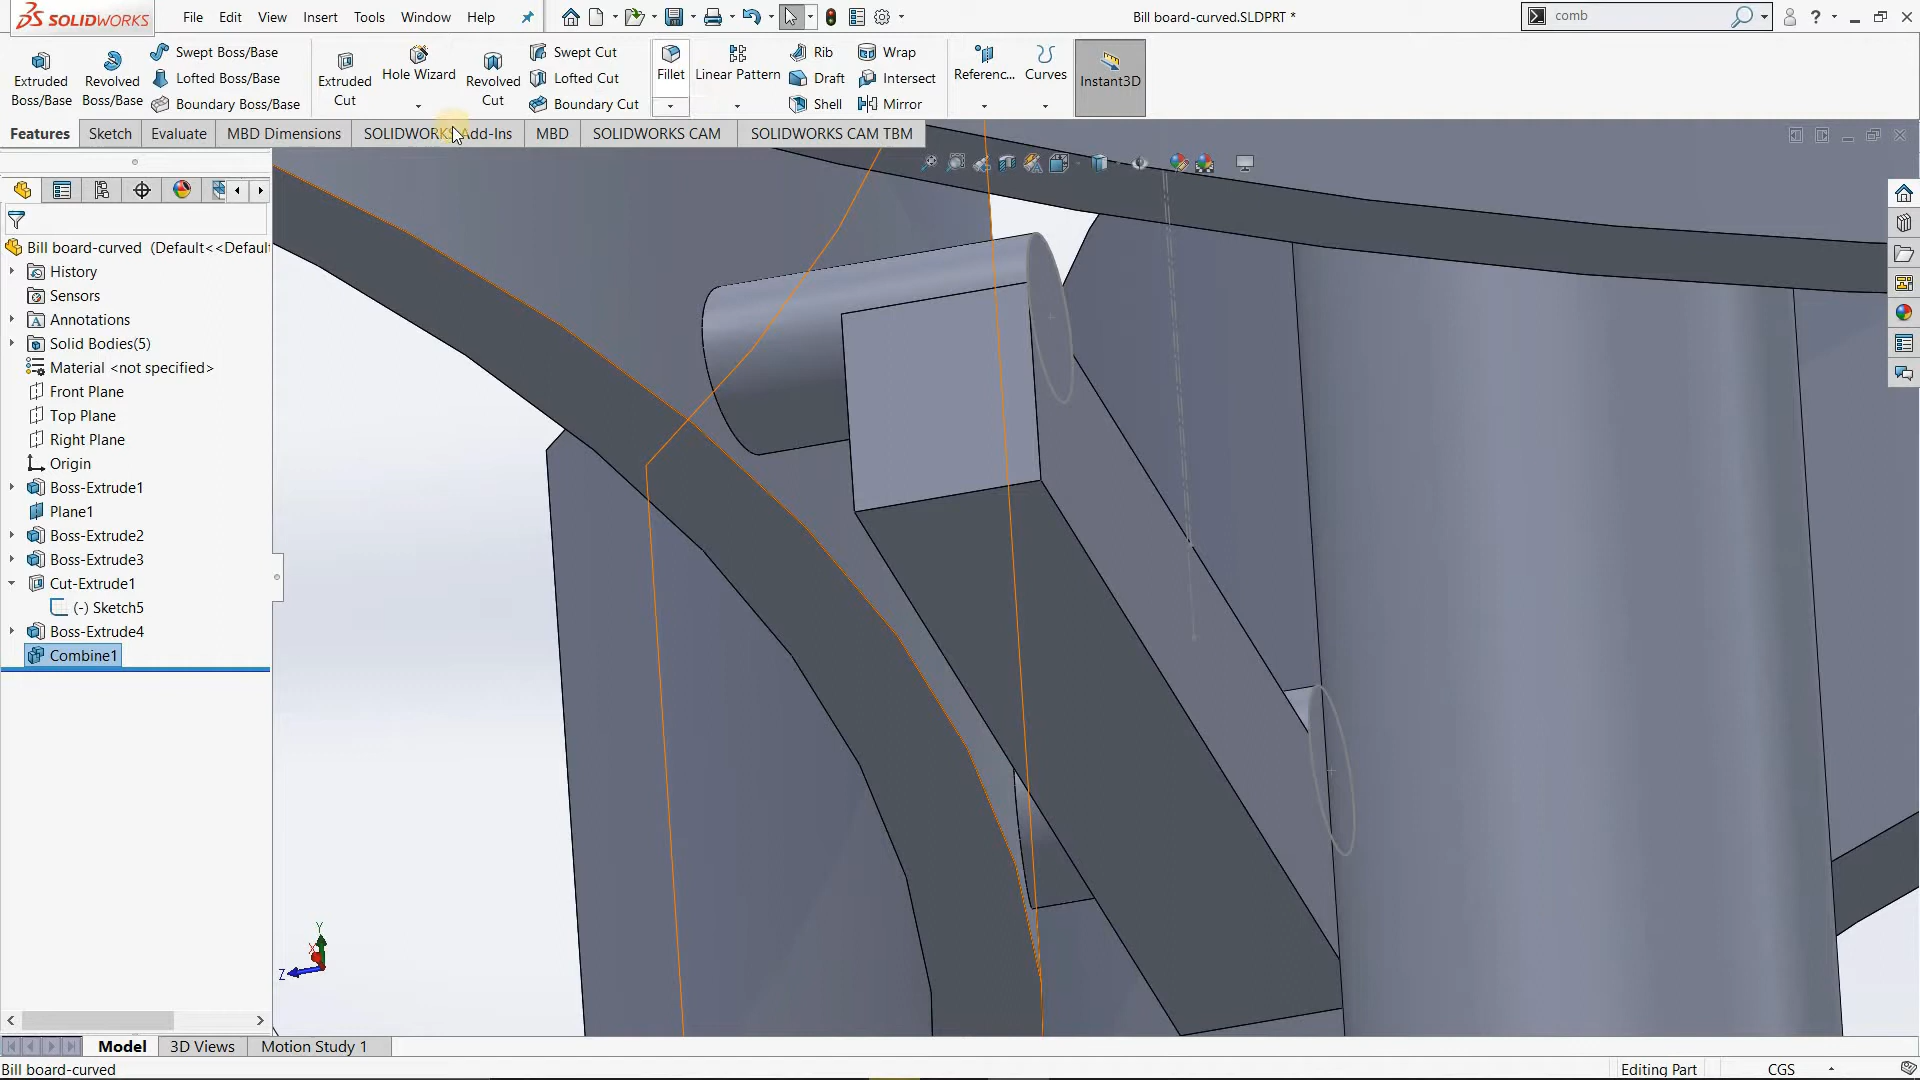 SOLIDWORKS
File Edit View Insert Tools Window Help
Bill board-curved.SLDPRT *
comb
?
Extruded Boss/Base
Revolved Boss/Base
Swept Boss/Base
Lofted Boss/Base
Boundary Boss/Base
Extruded Cut
Hole Wizard
Revolved Cut
Swept Cut
Lofted Cut
Boundary Cut
Fillet
Linear Pattern
Rib
Draft
Shell
Wrap
Intersect
Mirror
Referenc...
Curves
Instant3D
Features Sketch Evaluate MBD Dimensions SOLIDWORKS Add-Ins MBD SOLIDWORKS CAM SOLIDWORKS CAM TBM
Bill board-curved (Default<<Defaul
History
Sensors
Annotations
Solid Bodies(5)
Material <not specified>
Front Plane
Top Plane
Right Plane
Origin
Boss-Extrude1
Plane1
Boss-Extrude2
Boss-Extrude3
Cut-Extrude1
(-) Sketch5
Boss-Extrude4
Combine1
Y
X
Z
Model 3D Views Motion Study 1
Bill board-curved
Editing Part
CGS